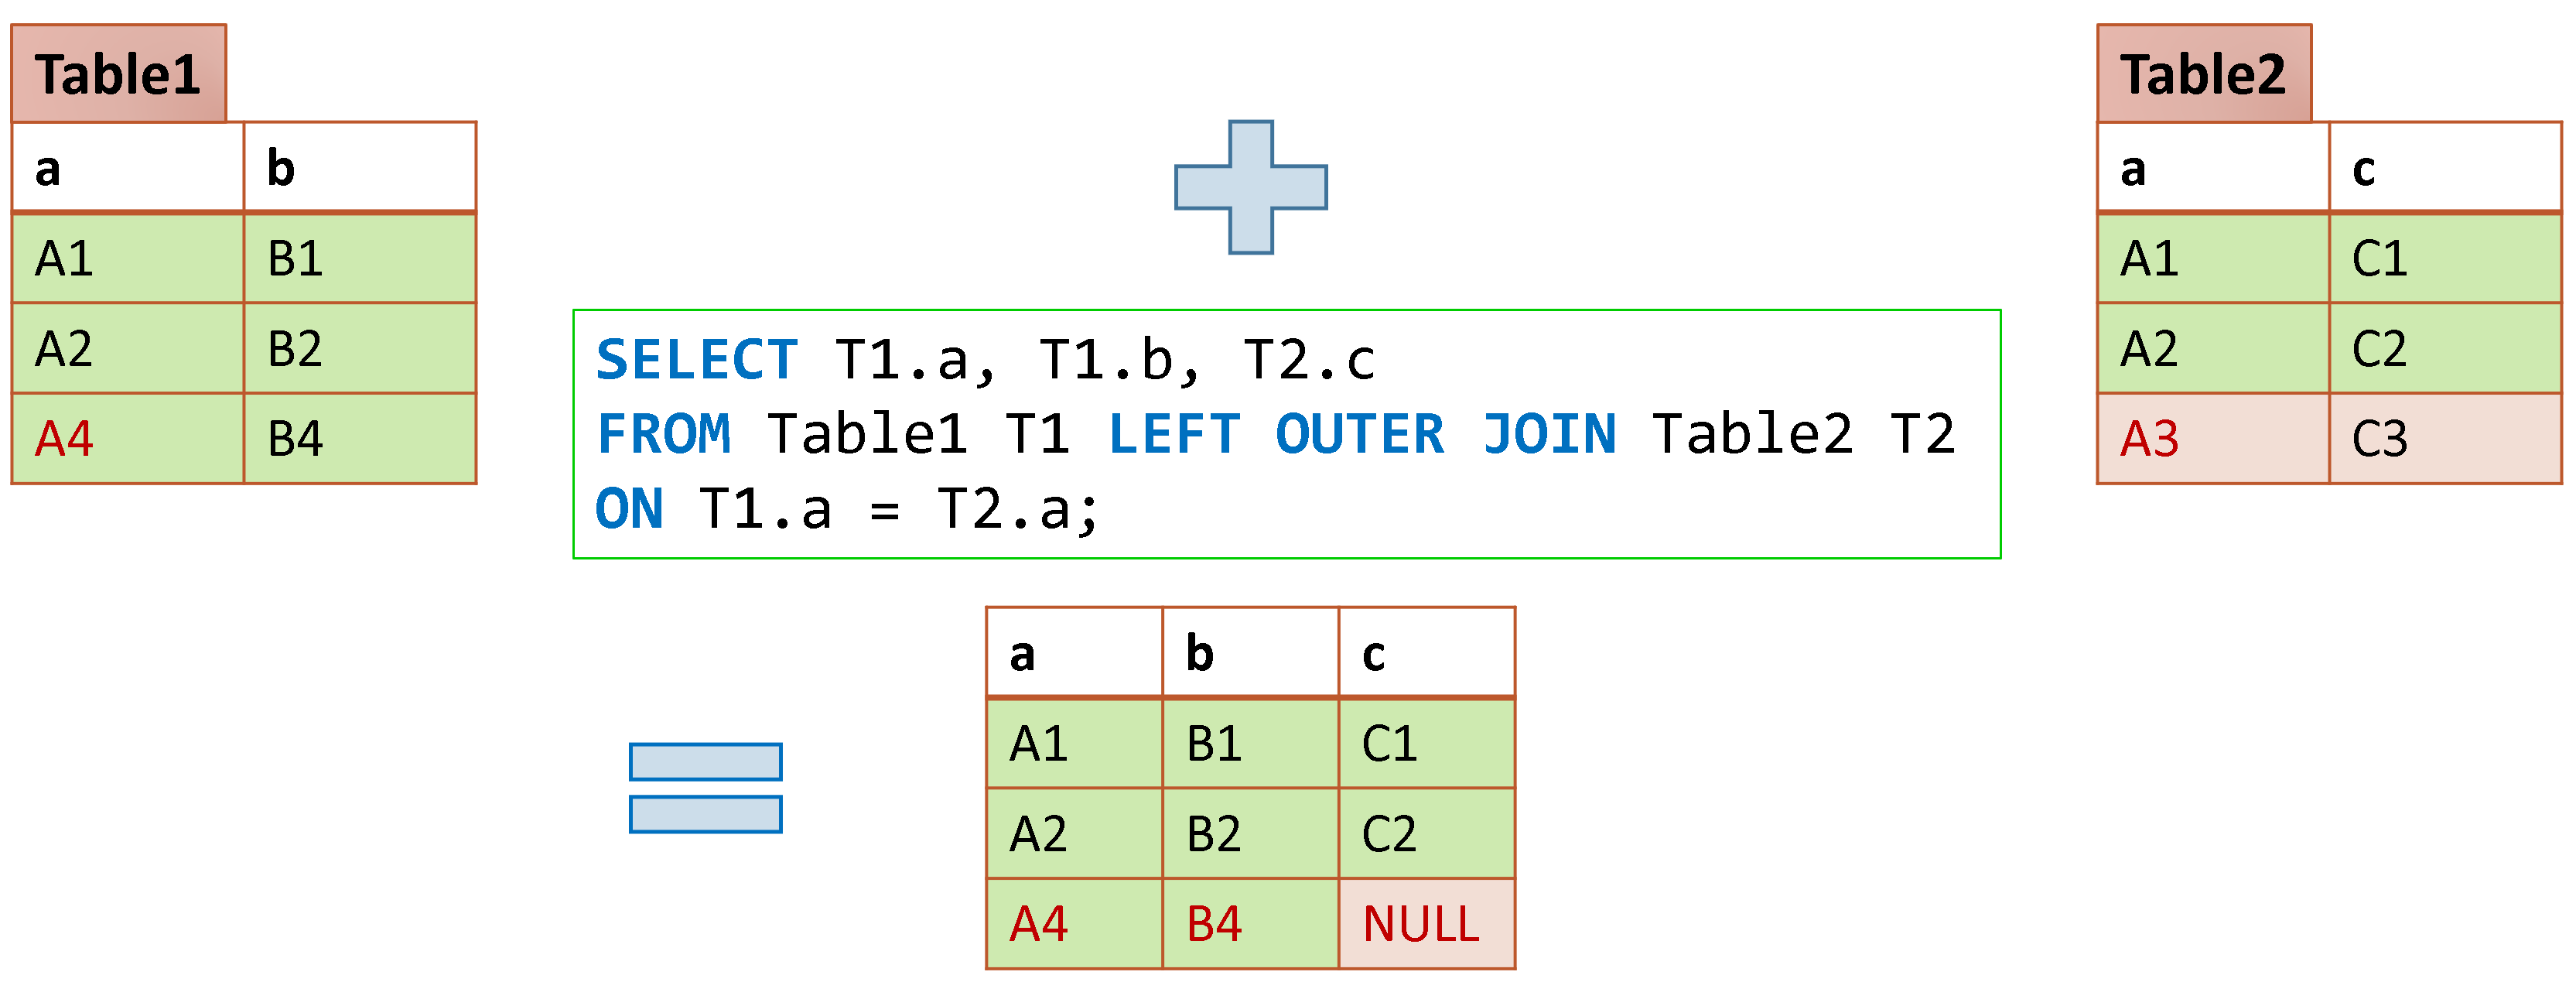 Table1
a b
A1 B1
A2 B2
A4 B4
Table2
a c
A1 C1
A2 C2
A3 C3
SELECT T1.a, T1.b, T2.c
FROM Table1 T1 LEFT OUTER JOIN Table2 T2
ON T1.a = T2.a;
a b c
A1 B1 C1
A2 B2 C2
A4 B4 NULL